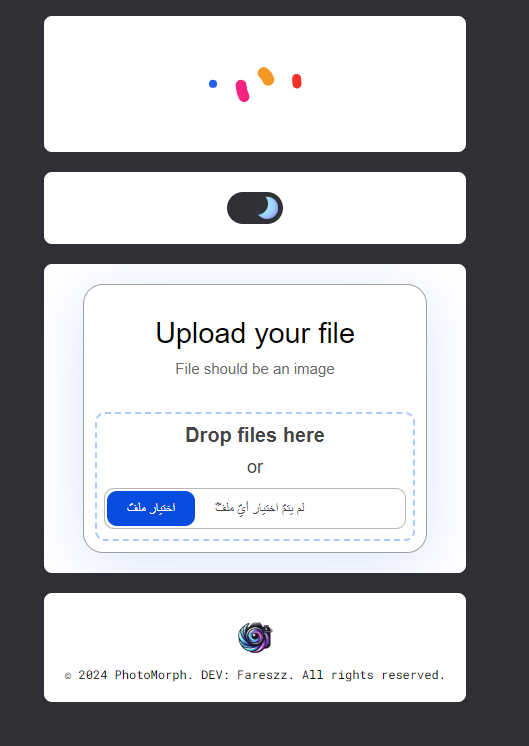 Upload your file
File should be an image
Drop files here
or
اختيار ملفّ
لم يتمّ اختيار أيّ ملفّ
© 2024 PhotoMorph. DEV: Fareszz. All rights reserved.